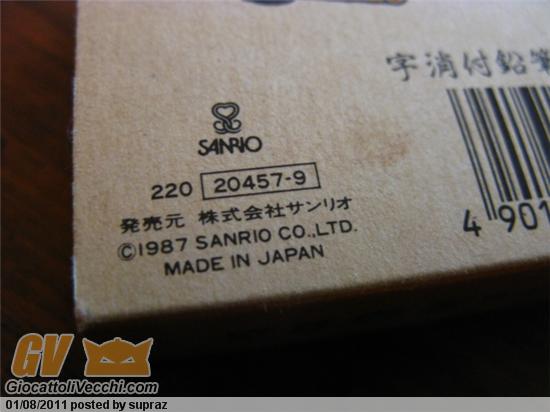 字消付鉛筆
SANRIO
220 20457-9
発売元 株式会社サンリオ
©1987 SANRIO CO.,LTD.
MADE IN JAPAN
4 901
GV
GiocattoliVecchi.com
01/08/2011 posted by supraz